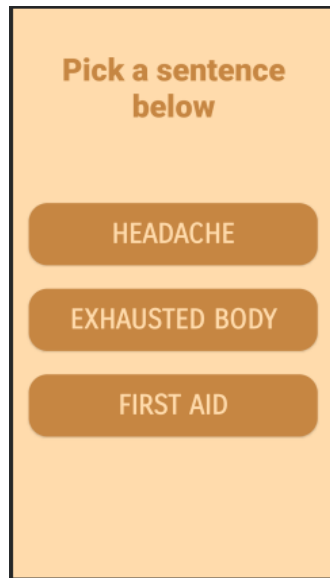 Pick a sentence
below
HEADACHE
EXHAUSTED BODY
FIRST AID